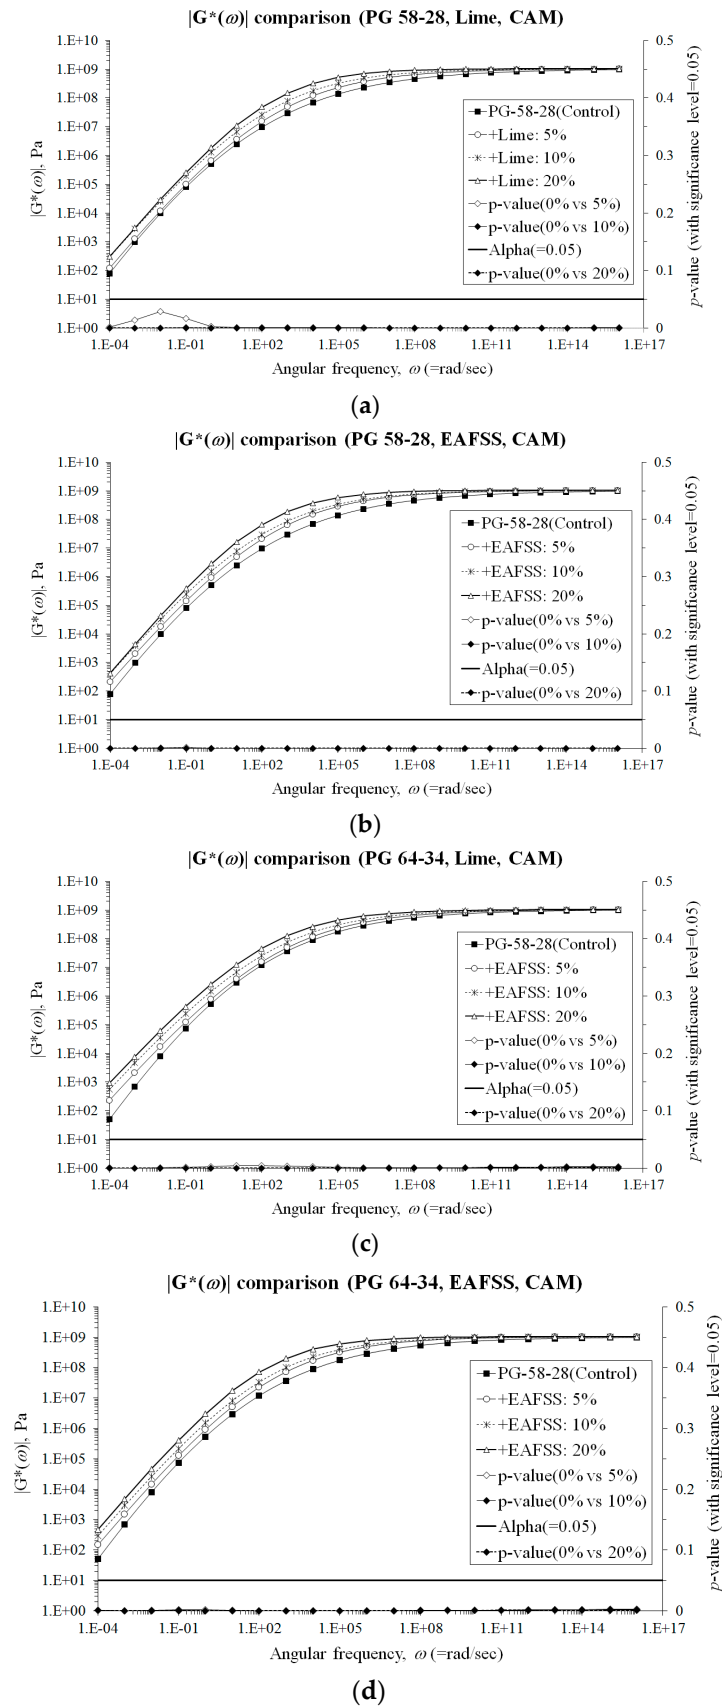 |G*(ω)| comparison (PG 58-28, Lime, CAM)
1.E+10
1.E+09
1.E+08
1.E+07
1.E+06
1.E+05
1.E+04
1.E+03
1.E+02
1.E+01
1.E+00
|G*(ω)|, Pa
0.5
0.4
0.3
0.2
0.1
0
p-value (with significance level=0.05)
PG-58-28(Control)
+Lime: 5%
+Lime: 10%
+Lime: 20%
p-value(0% vs 5%)
p-value(0% vs 10%)
Alpha(=0.05)
p-value(0% vs 20%)
1.E-04 1.E-01 1.E+02 1.E+05 1.E+08 1.E+11 1.E+14 1.E+17
Angular frequency, ω (=rad/sec)
(a)
|G*(ω)| comparison (PG 58-28, EAFSS, CAM)
1.E+10
1.E+09
1.E+08
1.E+07
1.E+06
1.E+05
1.E+04
1.E+03
1.E+02
1.E+01
1.E+00
|G*(ω)|, Pa
0.5
0.4
0.3
0.2
0.1
0
p-value (with significance level=0.05)
PG-58-28(Control)
+EAFSS: 5%
+EAFSS: 10%
+EAFSS: 20%
p-value(0% vs 5%)
p-value(0% vs 10%)
Alpha(=0.05)
p-value(0% vs 20%)
1.E-04 1.E-01 1.E+02 1.E+05 1.E+08 1.E+11 1.E+14 1.E+17
Angular frequency, ω (=rad/sec)
(b)
|G*(ω)| comparison (PG 64-34, Lime, CAM)
1.E+10
1.E+09
1.E+08
1.E+07
1.E+06
1.E+05
1.E+04
1.E+03
1.E+02
1.E+01
1.E+00
|G*(ω)|, Pa
0.5
0.4
0.3
0.2
0.1
0
p-value (with significance level=0.05)
PG-58-28(Control)
+EAFSS: 5%
+EAFSS: 10%
+EAFSS: 20%
p-value(0% vs 5%)
p-value(0% vs 10%)
Alpha(=0.05)
p-value(0% vs 20%)
1.E-04 1.E-01 1.E+02 1.E+05 1.E+08 1.E+11 1.E+14 1.E+17
Angular frequency, ω (=rad/sec)
(c)
|G*(ω)| comparison (PG 64-34, EAFSS, CAM)
1.E+10
1.E+09
1.E+08
1.E+07
1.E+06
1.E+05
1.E+04
1.E+03
1.E+02
1.E+01
1.E+00
|G*(ω)|, Pa
0.5
0.4
0.3
0.2
0.1
0
p-value (with significance level=0.05)
PG-58-28(Control)
+EAFSS: 5%
+EAFSS: 10%
+EAFSS: 20%
p-value(0% vs 5%)
p-value(0% vs 10%)
Alpha(=0.05)
p-value(0% vs 20%)
1.E-04 1.E-01 1.E+02 1.E+05 1.E+08 1.E+11 1.E+14 1.E+17
Angular frequency, ω (=rad/sec)
(d)